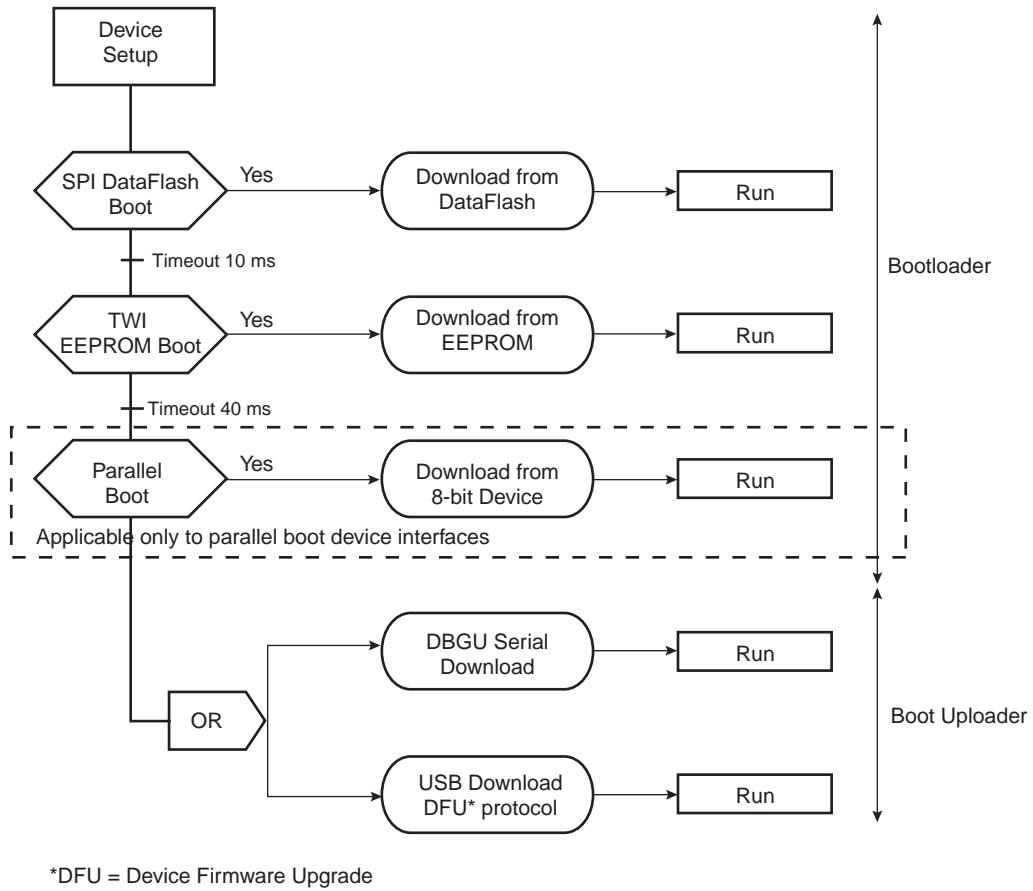 Device
Setup
SPI DataFlash
Boot
Yes
Download from
DataFlash
Run
Timeout 10 ms
Bootloader
TWI
EEPROM Boot
Yes
Download from
EEPROM
Run
Timeout 40 ms
Parallel
Boot
Yes
Download from
8-bit Device
Run
Applicable only to parallel boot device interfaces
DBGU Serial
Download
Run
OR
Boot Uploader
USB Download
DFU* protocol
Run
*DFU = Device Firmware Upgrade